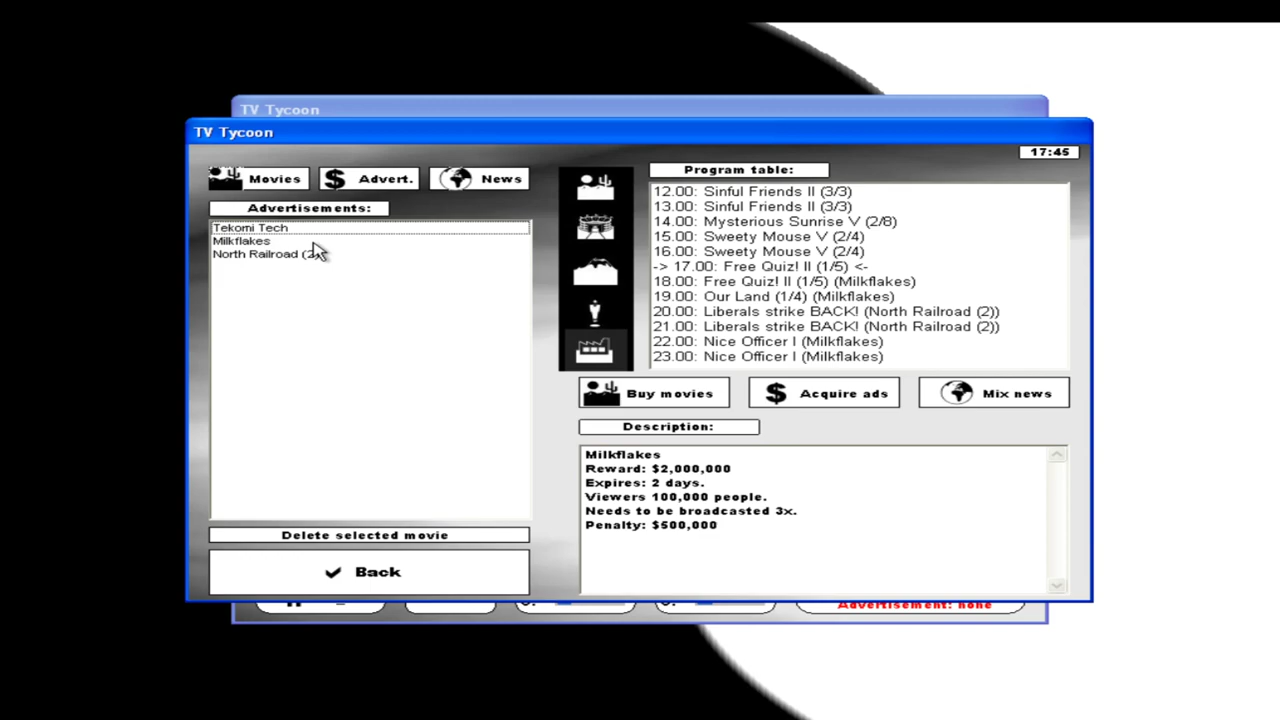 TV Tycoon
TV Tycoon
17:45
Movies
Advert.
News
Program table:
Advertisements:
Tekomi Tech
Milkflakes
North Railroad
12.00: Sinful Friends II (3/3)
13.00: Sinful Friends II (3/3)
14.00: Mysterious Sunrise V (2/8)
15.00: Sweety Mouse V (2/4)
16.00: Sweety Mouse V (2/4)
-> 17.00: Free Quiz! II (1/5) <-
18.00: Free Quiz! II (1/5) (Milkflakes)
19.00: Our Land (1/4) (Milkflakes)
20.00: Liberals strike BACK! (North Railroad (2))
21.00: Liberals strike BACK! (North Railroad (2))
22.00: Nice Officer I (Milkflakes)
23.00: Nice Officer I (Milkflakes)
Buy movies
Acquire ads
Mix news
Description:
Milkflakes
Reward: $2,000,000
Expires: 2 days.
Viewers 100,000 people.
Needs to be broadcasted 3x.
Penalty: $500,000
Delete selected movie
Back
Advertisement: none